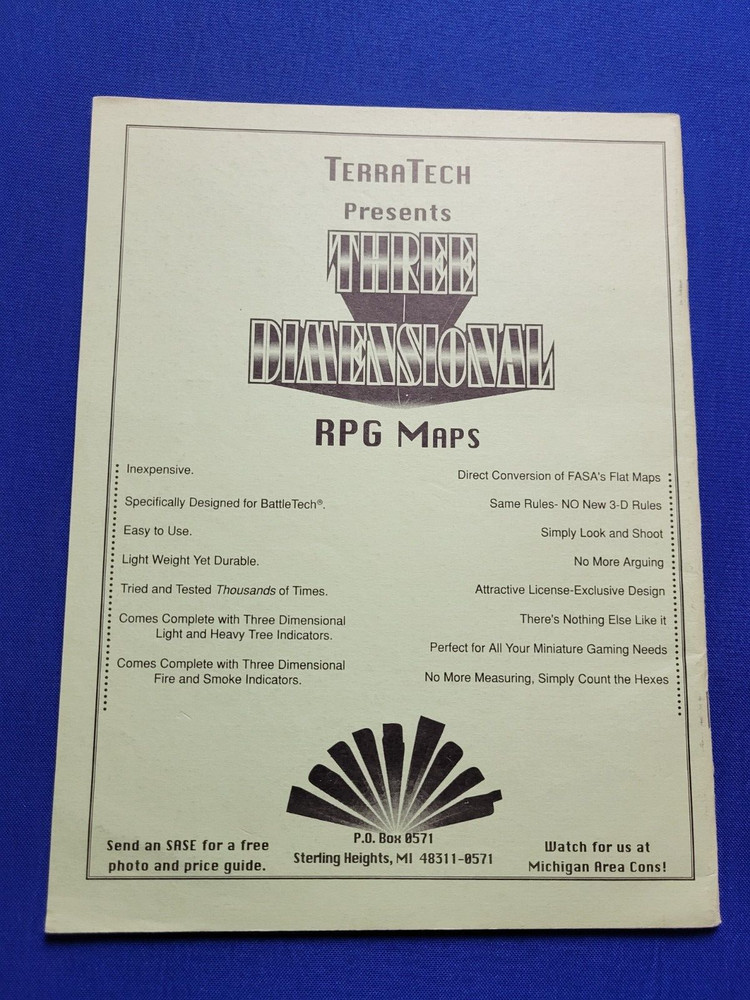 TERRATECH
Presents
THREE
DIMENSIONAL
RPG MAPS
Inexpensive.
Specifically Designed for BattleTech®.
Easy to Use.
Light Weight Yet Durable.
Tried and Tested Thousands of Times.
Comes Complete with Three Dimensional
Light and Heavy Tree Indicators.
Comes Complete with Three Dimensional
Fire and Smoke Indicators.
Direct Conversion of FASA's Flat Maps
Same Rules- NO New 3-D Rules
Simply Look and Shoot
No More Arguing
Attractive License-Exclusive Design
There's Nothing Else Like it
Perfect for All Your Miniature Gaming Needs
No More Measuring, Simply Count the Hexes
Send an SASE for a free
photo and price guide.
P.O. Box 0571
Sterling Heights, MI 48311-0571
Watch for us at
Michigan Area Cons!